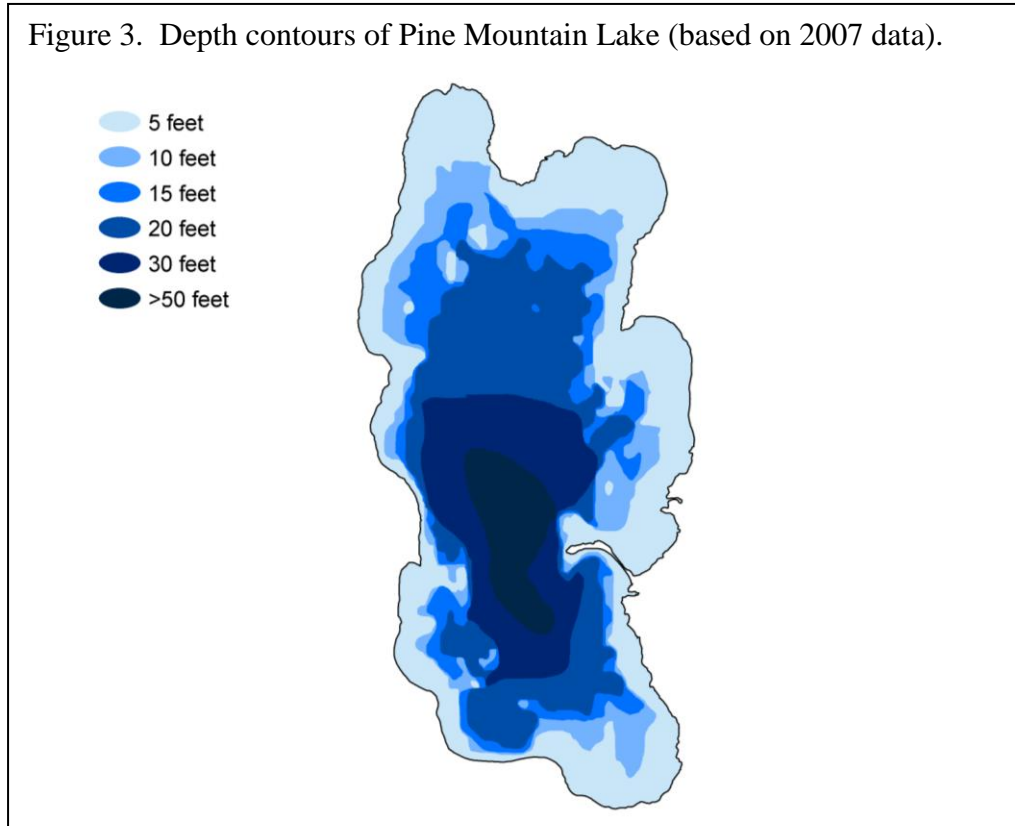 Figure 3.  Depth contours of Pine Mountain Lake (based on 2007 data).
5 feet
10 feet
15 feet
20 feet
30 feet
>50 feet